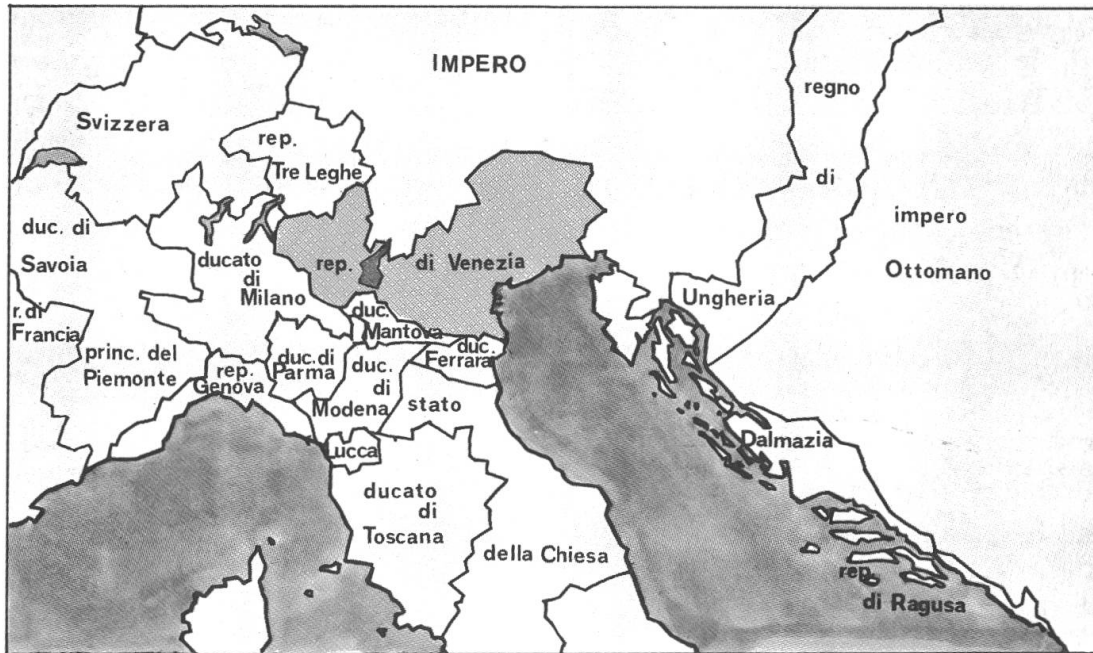 IMPERO
regno
di
Ungheria
Svizzera
rep.
Tre Leghe
impero
Ottomano
duc. di
Savoia
ducato
di
Milano
rep.
di Venezia
r. di
Francia
princ. del
Piemonte
rep.
Genova
duc. di
Parma
duc.
Mantova
duc.
Ferrara
duc.
di
Modena
stato
della Chiesa
Lucca
ducato
di
Toscana
Dalmazia
rep.
di Ragusa